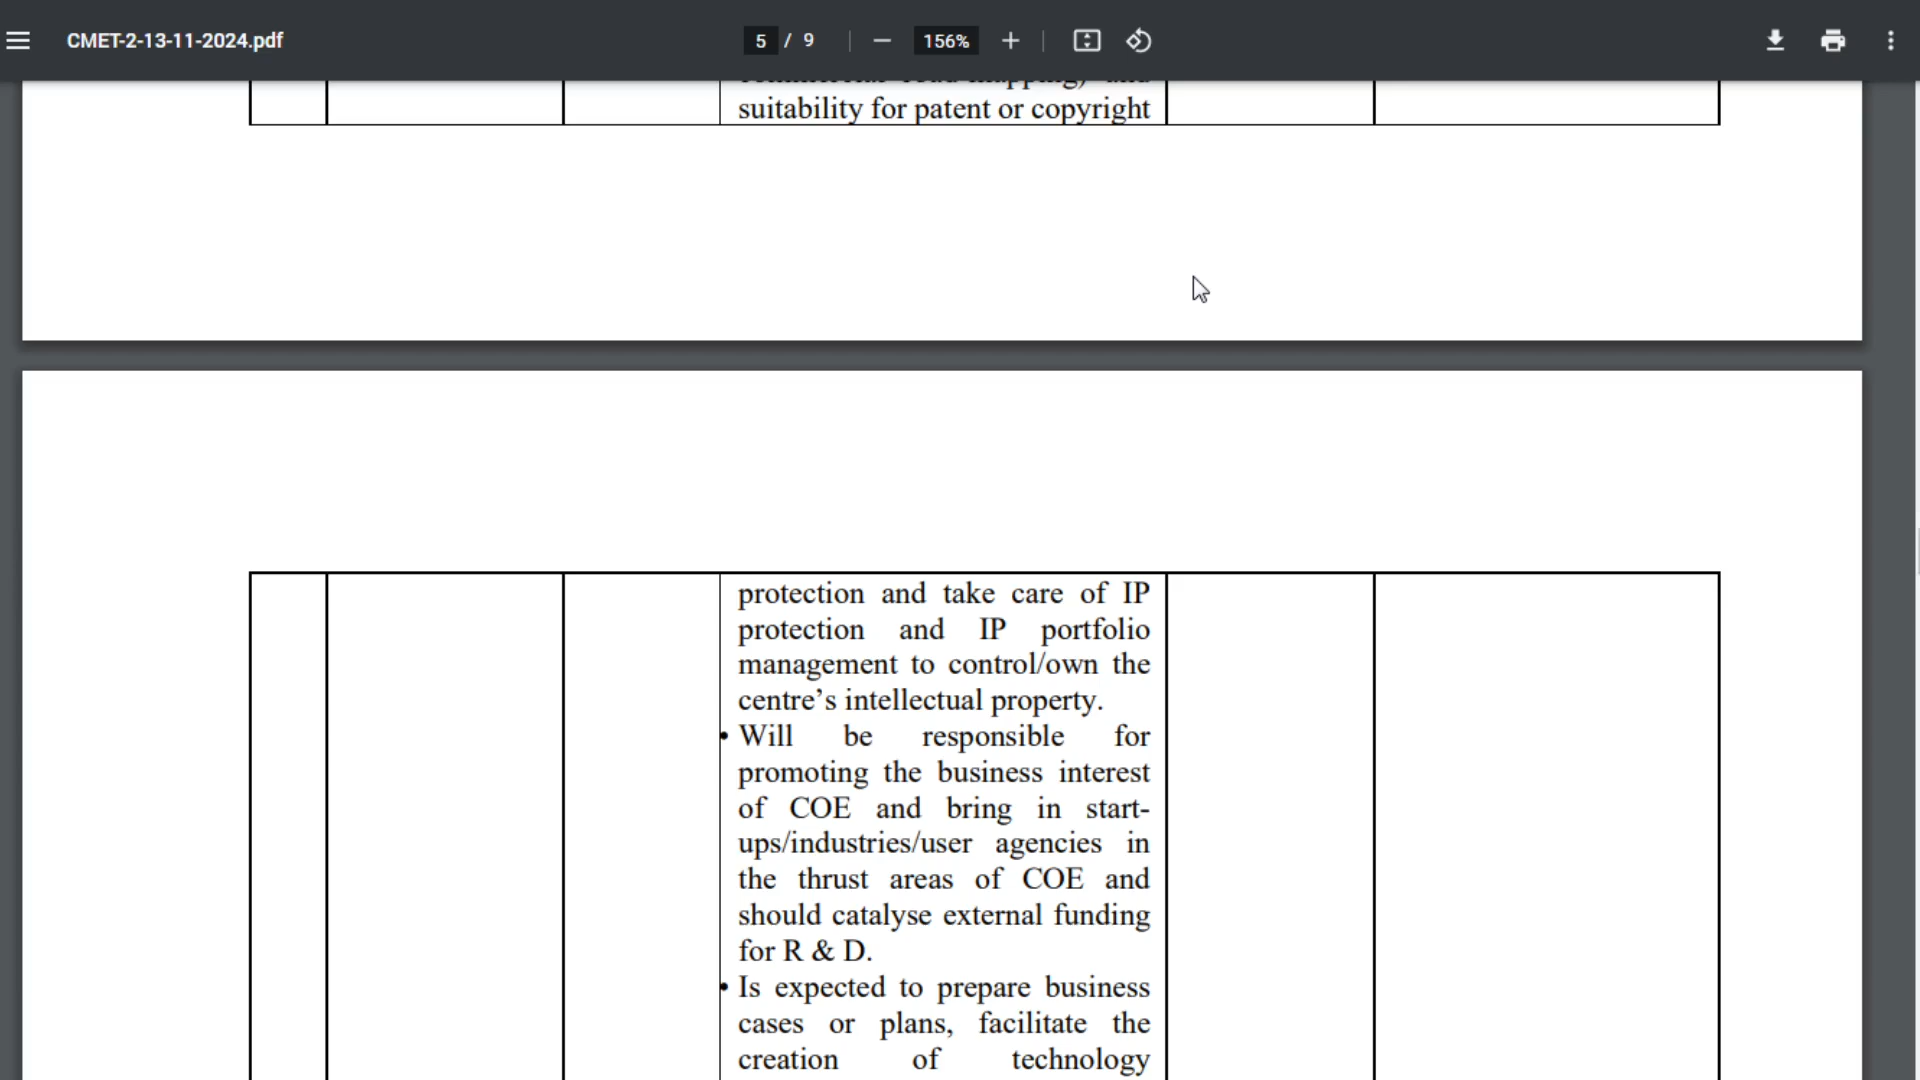 CMET-2-13-11-2024.pdf
5 / 9
156%
suitability for patent or copyright
protection and take care of IP
protection and IP portfolio
management to control/own the
centre’s intellectual property.
• Will be responsible for
promoting the business interest
of COE and bring in start-
ups/industries/user agencies in
the thrust areas of COE and
should catalyse external funding
for R & D.
• Is expected to prepare business
cases or plans, facilitate the
creation of technology